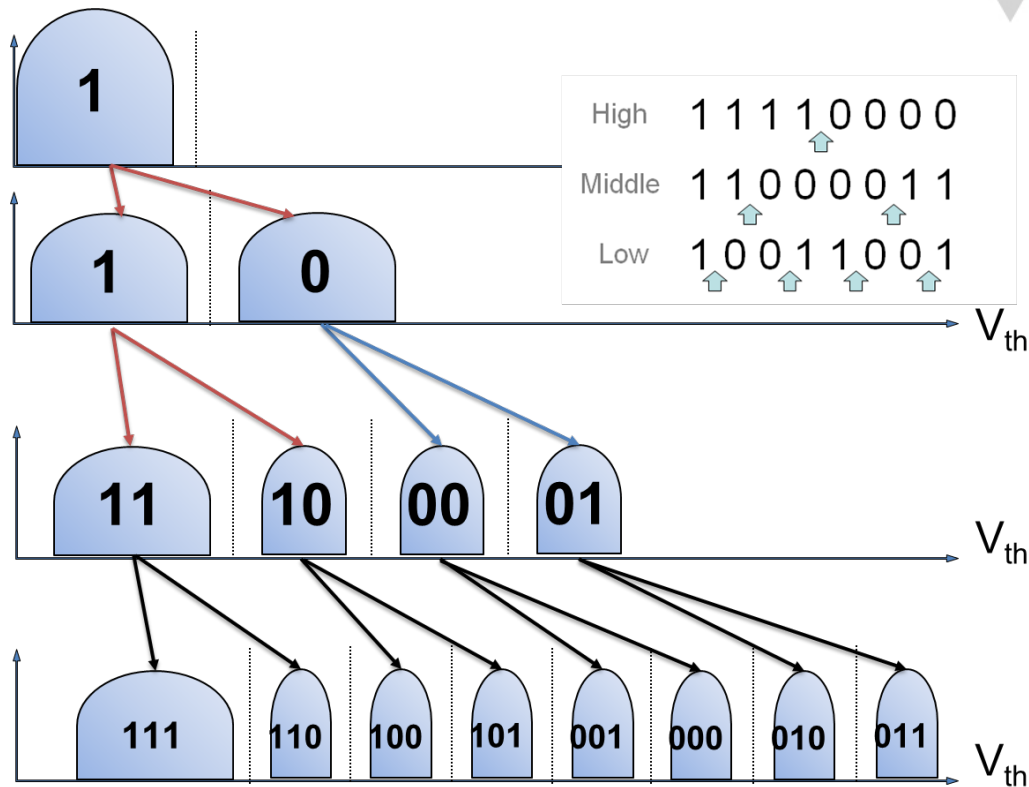 1
High 1 1 1 1 0 0 0 0
Middle 1 1 0 0 0 0 1 1
Low 1 0 0 1 1 0 0 1
1 0
Vth
11 10 00 01
Vth
111 110 100 101 001 000 010 011
Vth